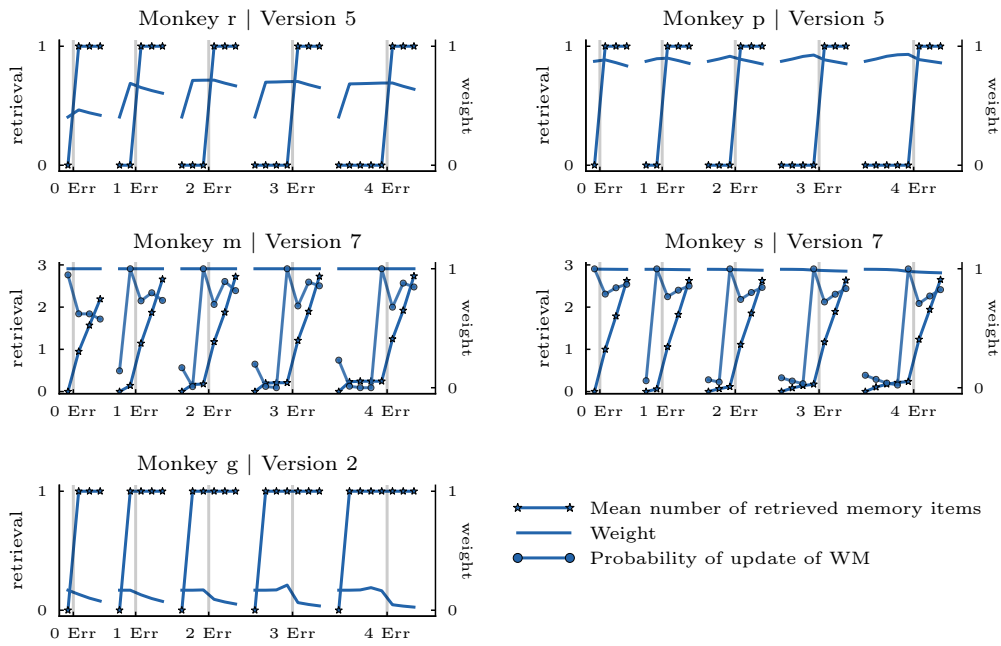 Monkey r | Version 5
1
0
retrieval
1
0
weight
0 Err 1 Err 2 Err 3 Err 4 Err
Monkey p | Version 5
1
0
retrieval
1
0
weight
0 Err 1 Err 2 Err 3 Err 4 Err
Monkey m | Version 7
3
2
1
0
retrieval
1
0
weight
0 Err 1 Err 2 Err 3 Err 4 Err
Monkey s | Version 7
3
2
1
0
retrieval
1
0
weight
0 Err 1 Err 2 Err 3 Err 4 Err
Monkey g | Version 2
1
0
retrieval
1
0
weight
0 Err 1 Err 2 Err 3 Err 4 Err
Mean number of retrieved memory items
Weight
Probability of update of WM